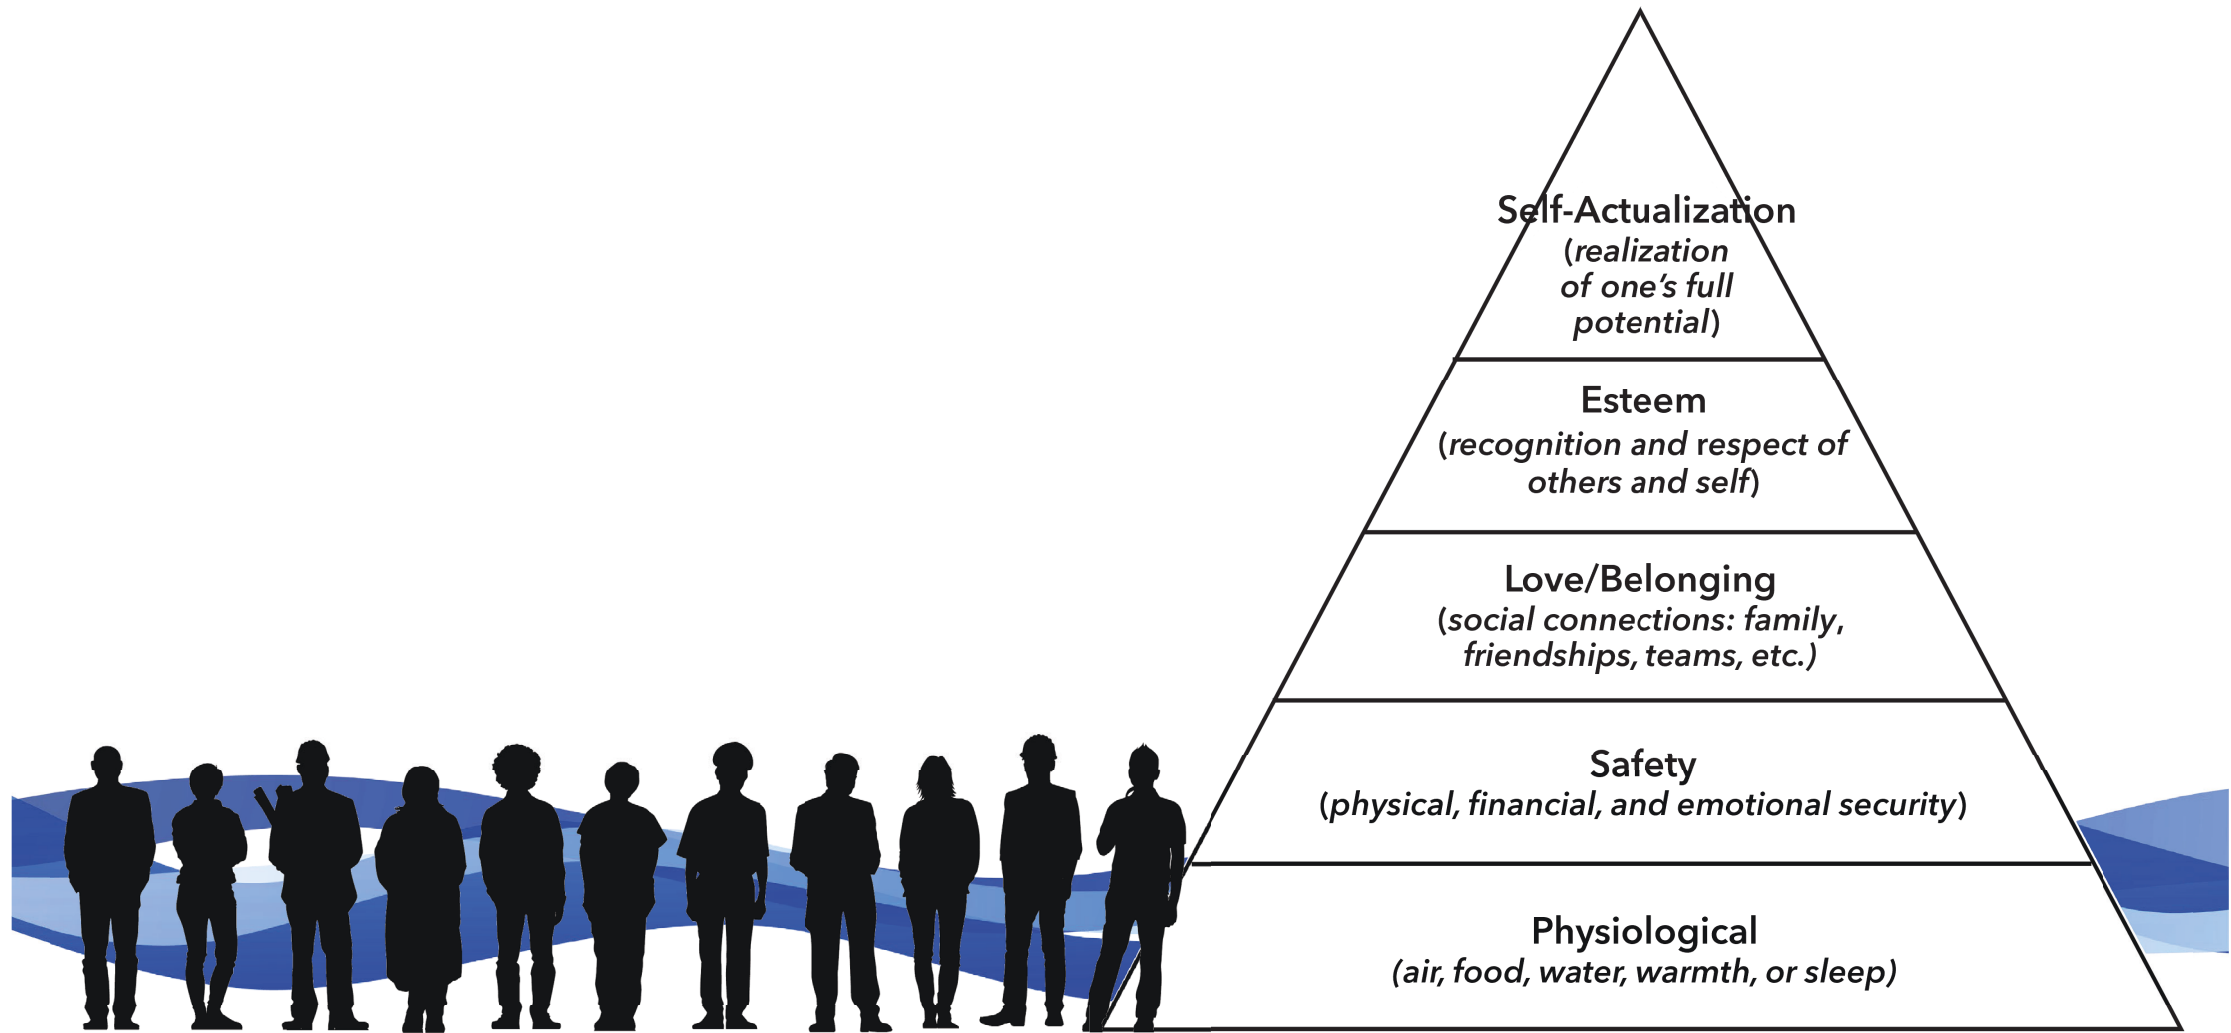 Self-Actualization
(realization
of one’s full
potential)
Esteem
(recognition and respect of
others and self)
Love/Belonging
(social connections: family,
friendships, teams, etc.)
Safety
(physical, financial, and emotional security)
Physiological
(air, food, water, warmth, or sleep)